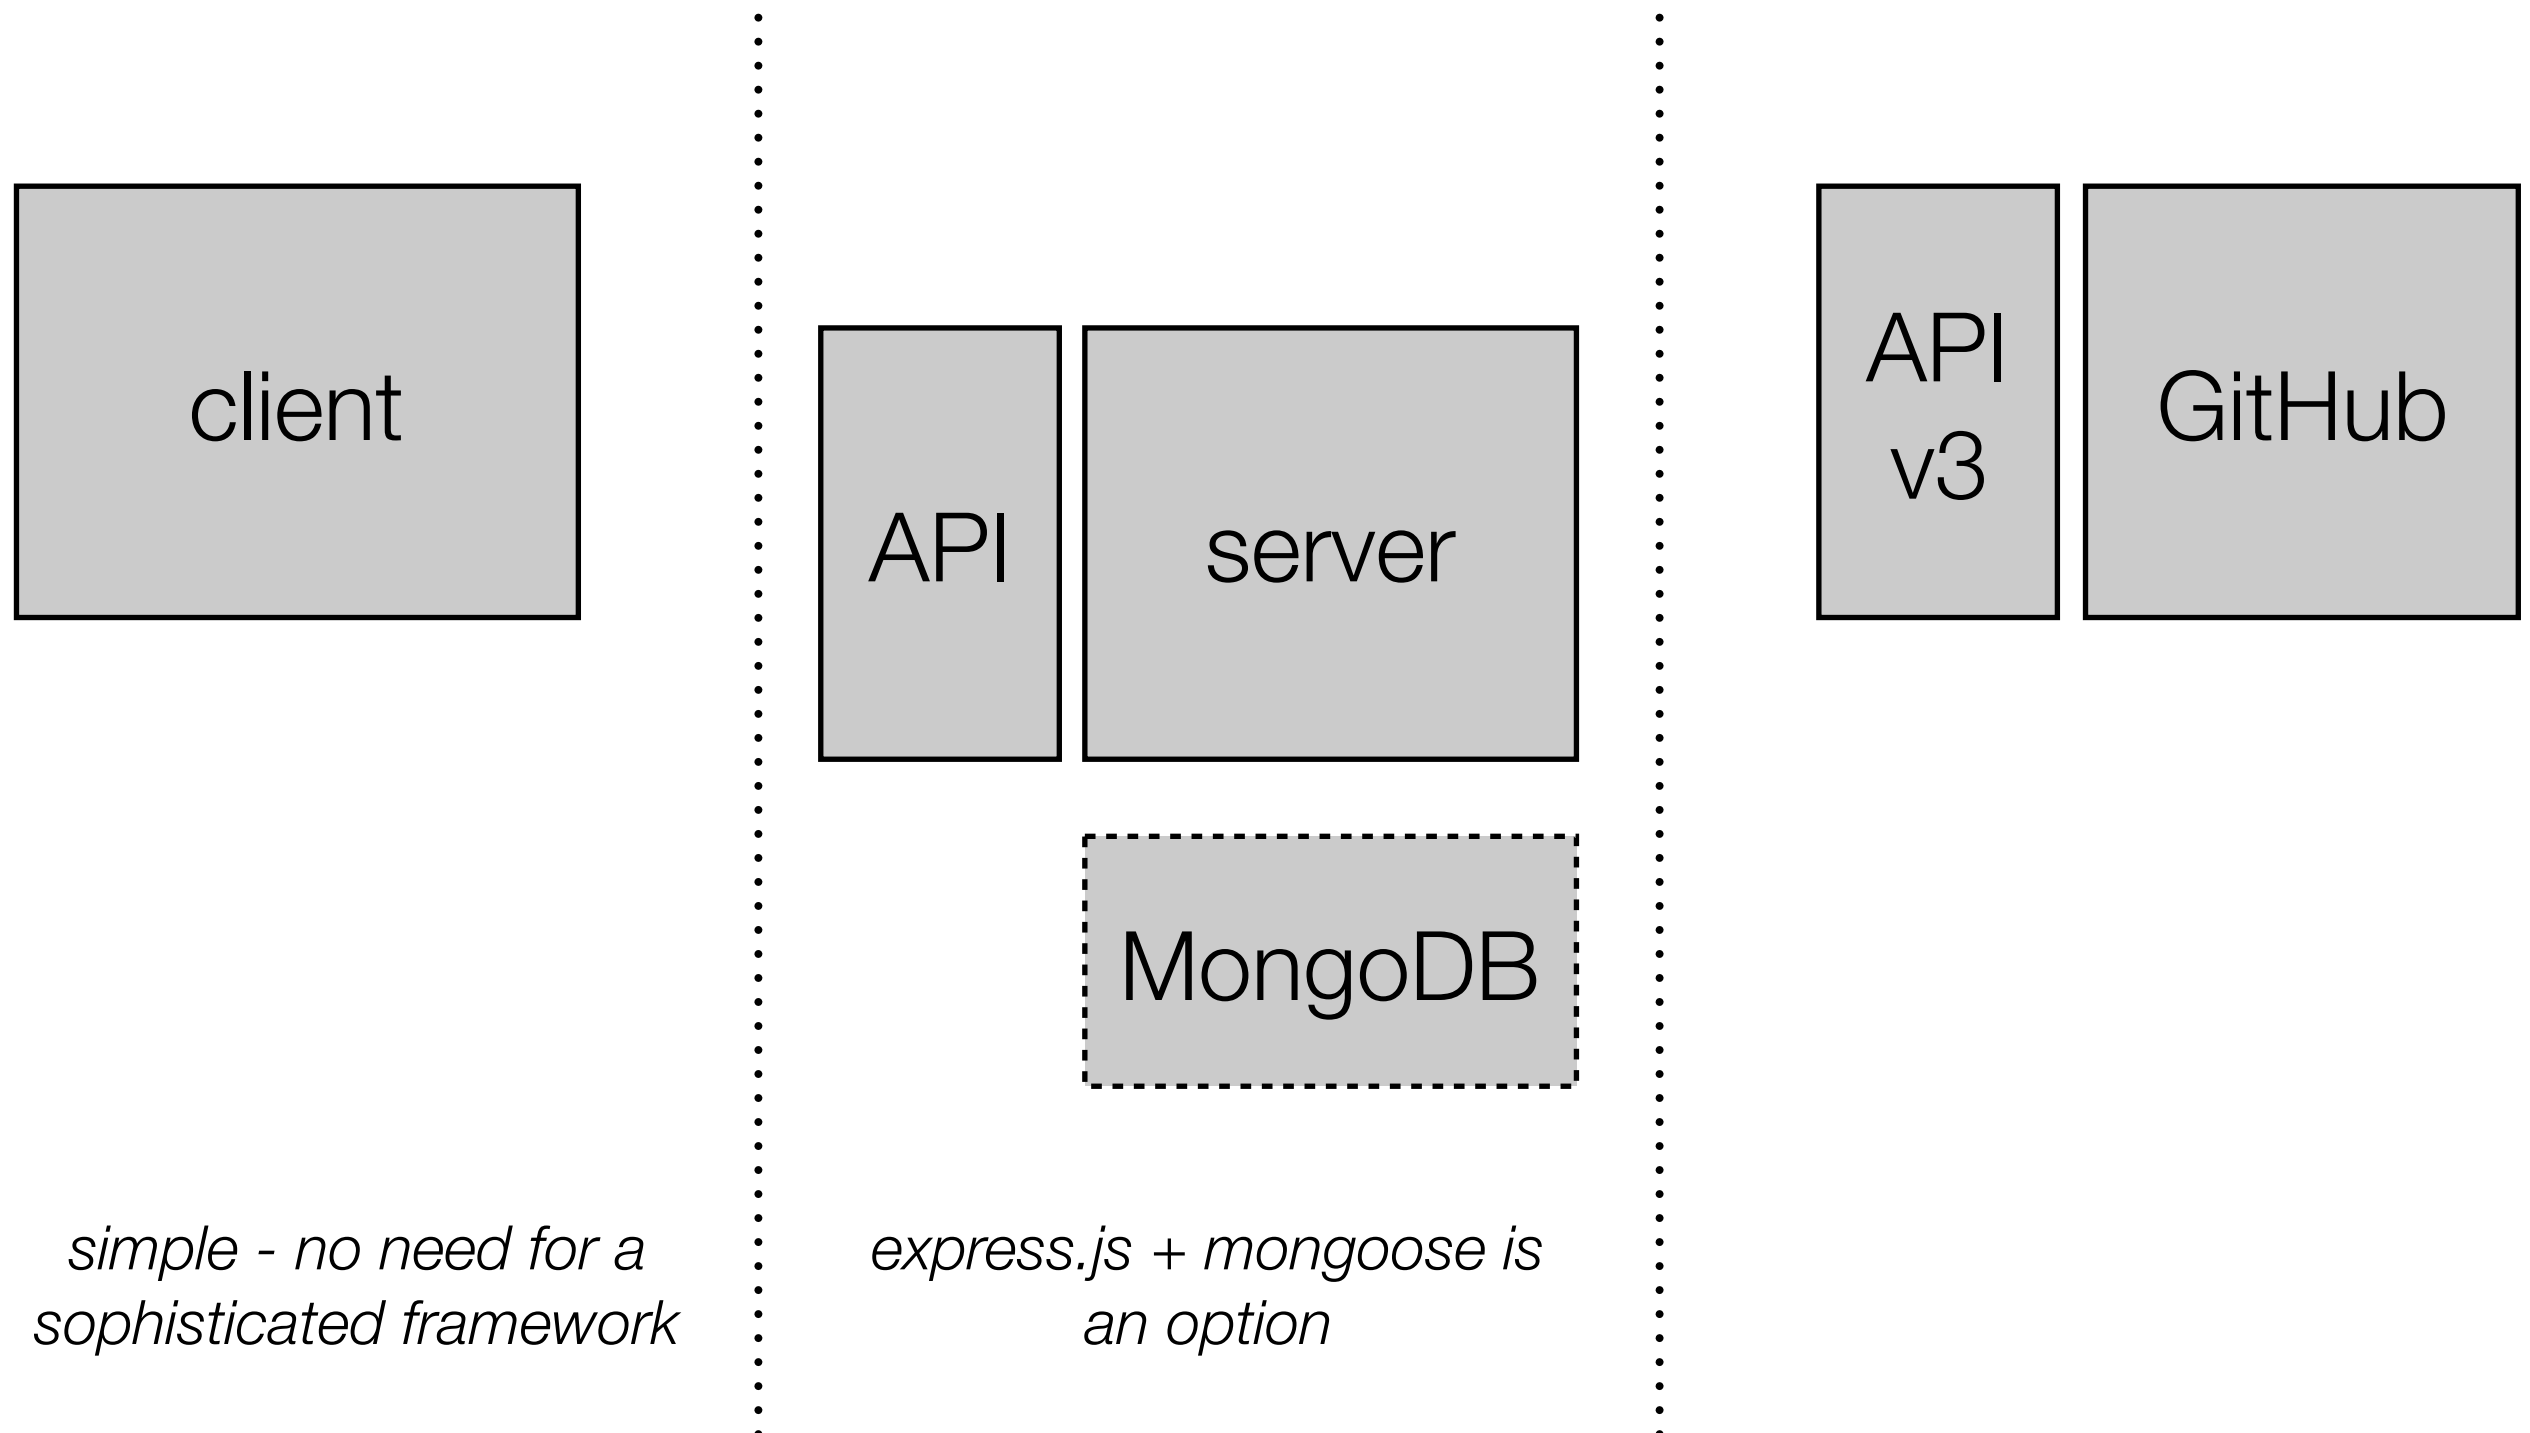 client
API
server
MongoDB
API
v3
GitHub
simple - no need for a
sophisticated framework
express.js + mongoose is
an option